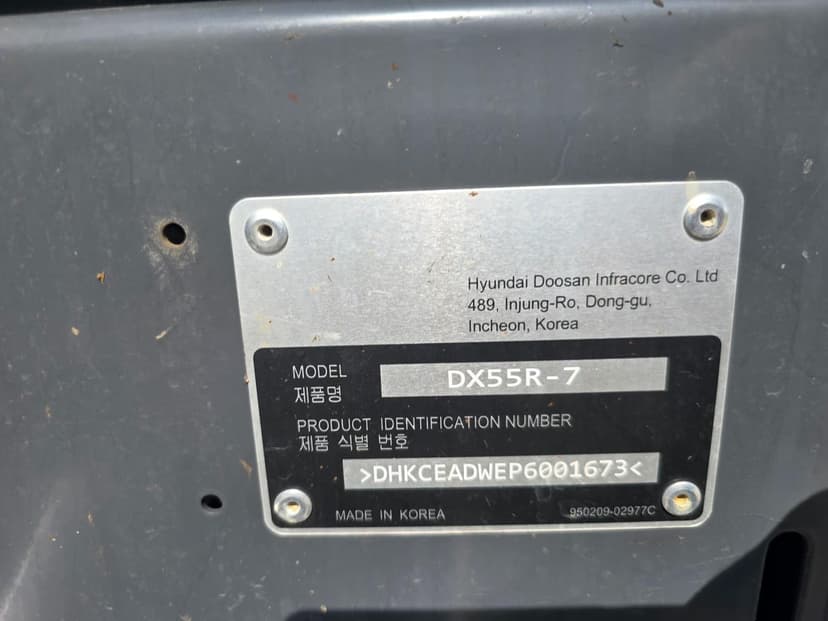 Hyundai Doosan Infracore Co. Ltd
489, Injung-Ro, Dong-gu,
Incheon, Korea
MODEL DX55R-7
제품명
PRODUCT IDENTIFICATION NUMBER
제품 식별 번호
>DHKCEADWEP6001673<
MADE IN KOREA 950209-02977C